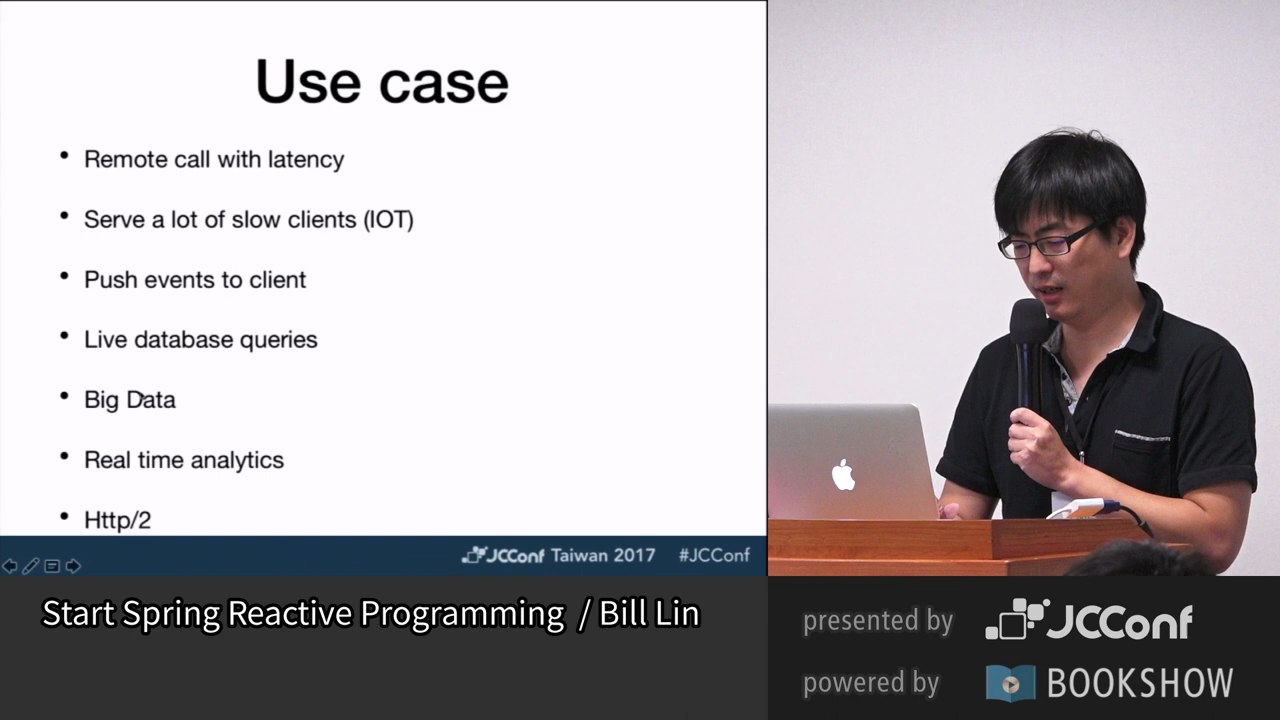 Use case
• Remote call with latency
• Serve a lot of slow clients (IOT)
• Push events to client
• Live database queries
• Big Data
• Real time analytics
• Http/2
JCConf Taiwan 2017 #JCConf
Start Spring Reactive Programming / Bill Lin
presented by JCConf
powered by BOOKSHOW